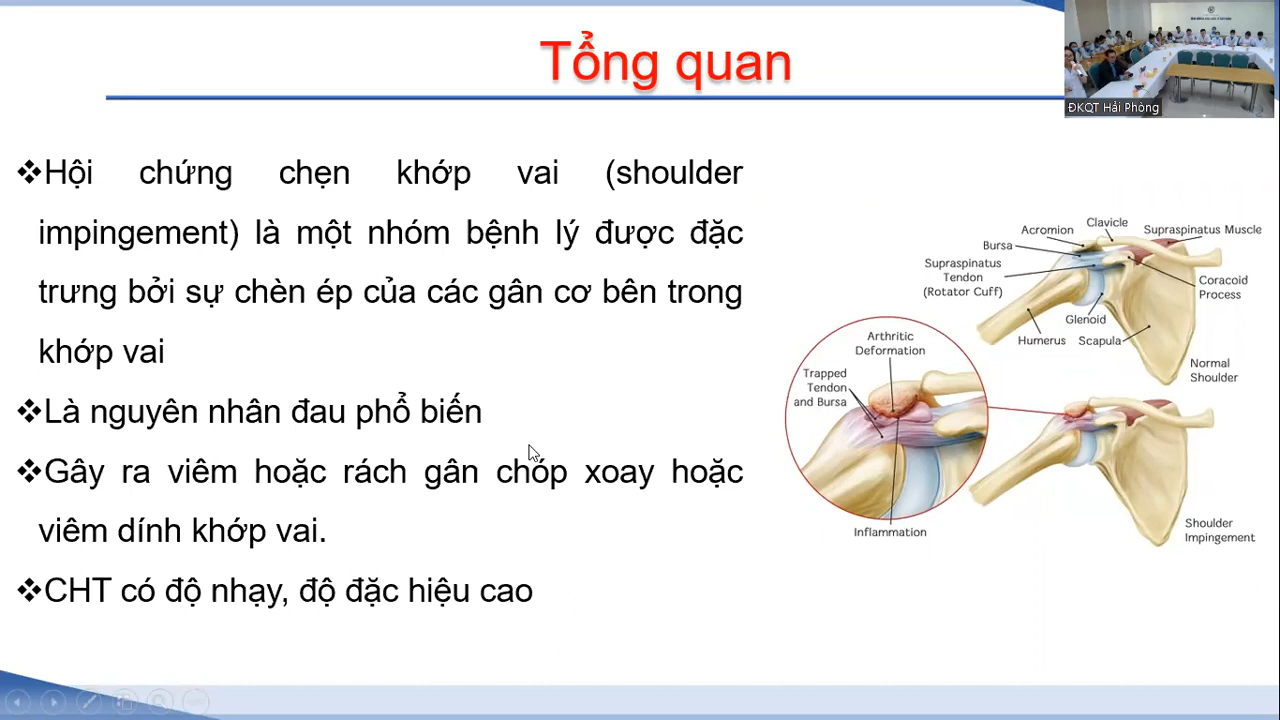 Tổng quan
ĐKQT Hải Phòng
❖Hội chứng chẹn khớp vai (shoulder
impingement) là một nhóm bệnh lý được đặc
trưng bởi sự chèn ép của các gân cơ bên trong
khớp vai
❖Là nguyên nhân đau phổ biến
❖Gây ra viêm hoặc rách gân chóp xoay hoặc
viêm dính khớp vai.
❖CHT có độ nhạy, độ đặc hiệu cao
Clavicle
Acromion
Supraspinatus Muscle
Bursa
Supraspinatus
Tendon
(Rotator Cuff)
Coracoid
Process
Glenoid
Humerus
Scapula
Normal
Shoulder
Arthritic
Deformation
Trapped
Tendon
and Bursa
Inflammation
Shoulder
Impingement